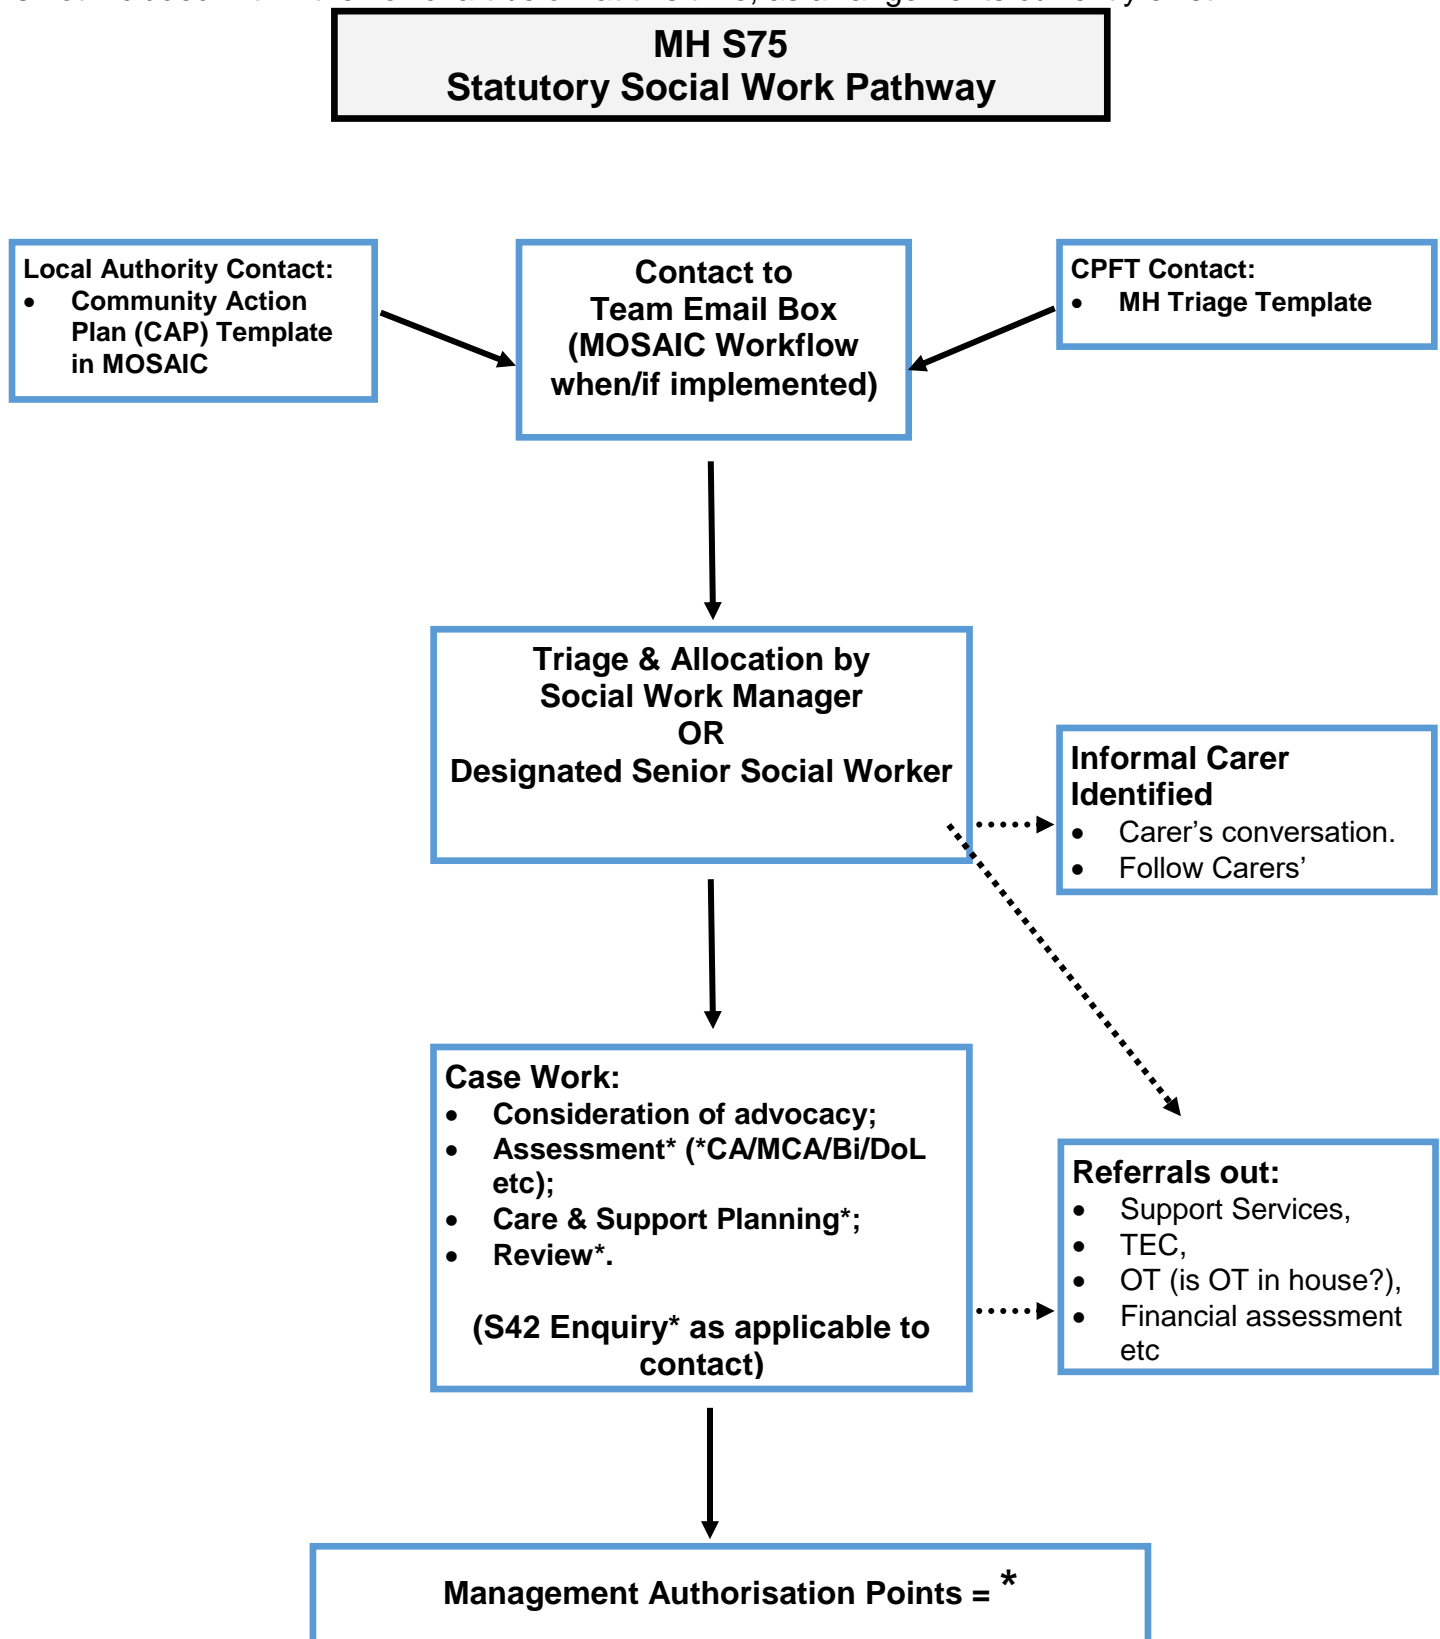 MH S75
Statutory Social Work Pathway
Local Authority Contact:
• Community Action
Plan (CAP) Template
in MOSAIC
Contact to
Team Email Box
(MOSAIC Workflow
when/if implemented)
CPFT Contact:
• MH Triage Template
Triage & Allocation by
Social Work Manager
OR
Designated Senior Social Worker
Informal Carer
Identified
• Carer’s conversation.
• Follow Carers’
Case Work:
• Consideration of advocacy;
• Assessment* (*CA/MCA/Bi/DoL
etc);
• Care & Support Planning*;
• Review*.
(S42 Enquiry* as applicable to
contact)
Referrals out:
• Support Services,
• TEC,
• OT (is OT in house?),
• Financial assessment
etc
Management Authorisation Points = *